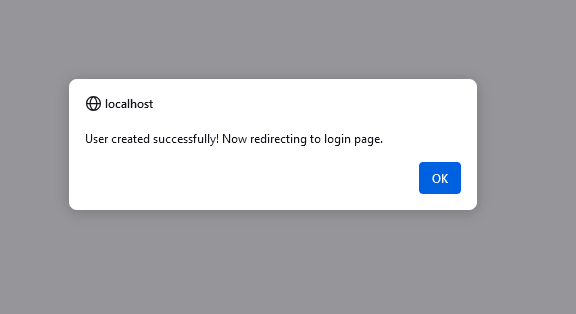 localhost
User created successfully! Now redirecting to login page.
OK